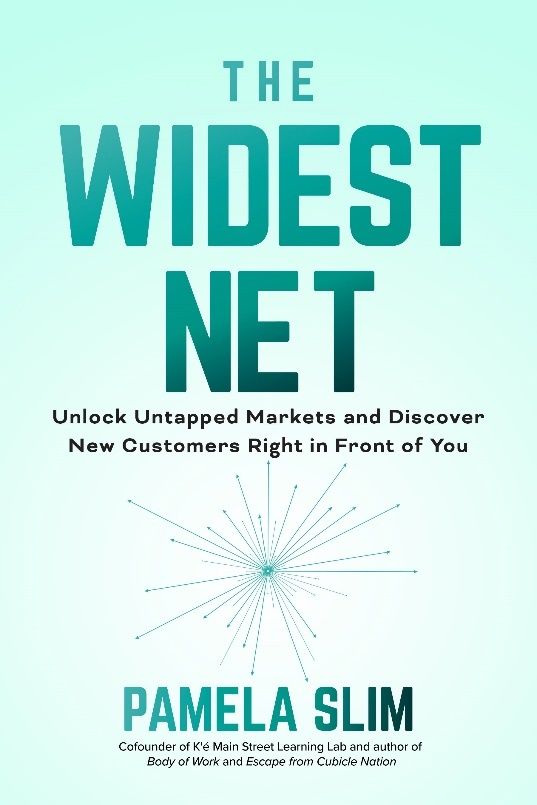 THE
WIDEST
NET
Unlock Untapped Markets and Discover
New Customers Right in Front of You
PAMELA SLIM
Cofounder of K'é Main Street Learning Lab and author of
Body of Work and Escape from Cubicle Nation